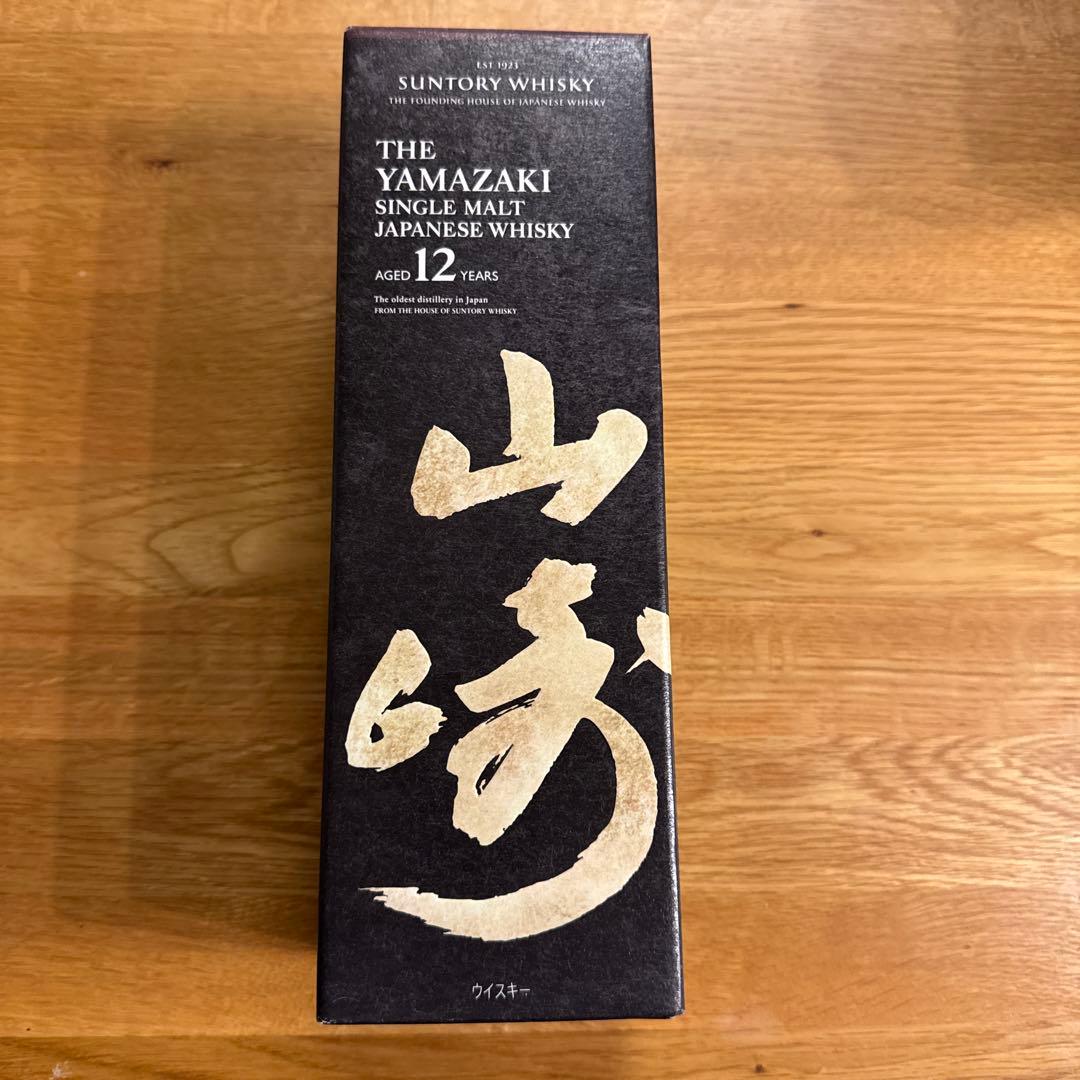 EST 1923
SUNTORY WHISKY
THE FOUNDING HOUSE OF JAPANESE WHISKY
THE
YAMAZAKI
SINGLE MALT
JAPANESE WHISKY
AGED 12 YEARS
The oldest distillery in Japan
FROM THE HOUSE OF SUNTORY WHISKY
山
崎
ウイスキー